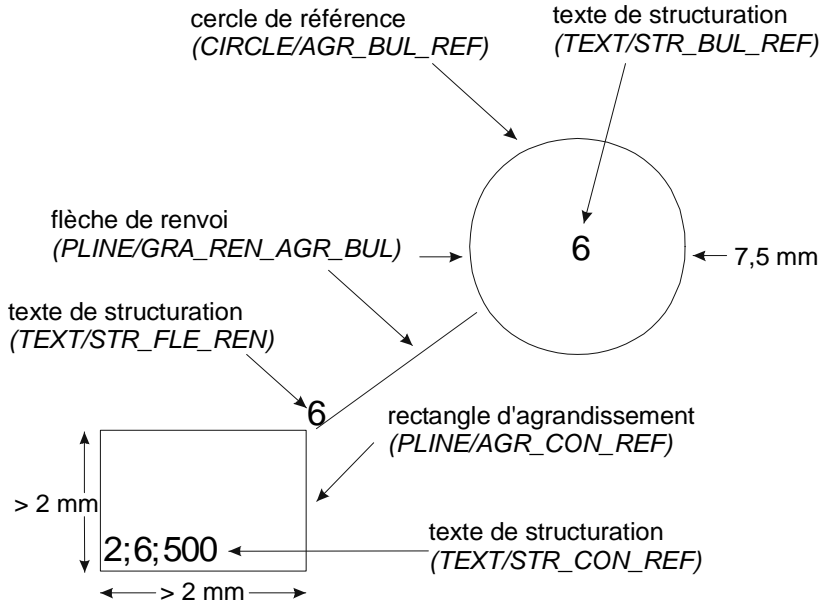 cercle de référence
(CIRCLE/AGR_BUL_REF)
texte de structuration
(TEXT/STR_BUL_REF)
flèche de renvoi
(PLINE/GRA_REN_AGR_BUL)
6
7,5 mm
texte de structuration
(TEXT/STR_FLE_REN)
6
rectangle d'agrandissement
(PLINE/AGR_CON_REF)
> 2 mm
2;6;500
texte de structuration
(TEXT/STR_CON_REF)
> 2 mm